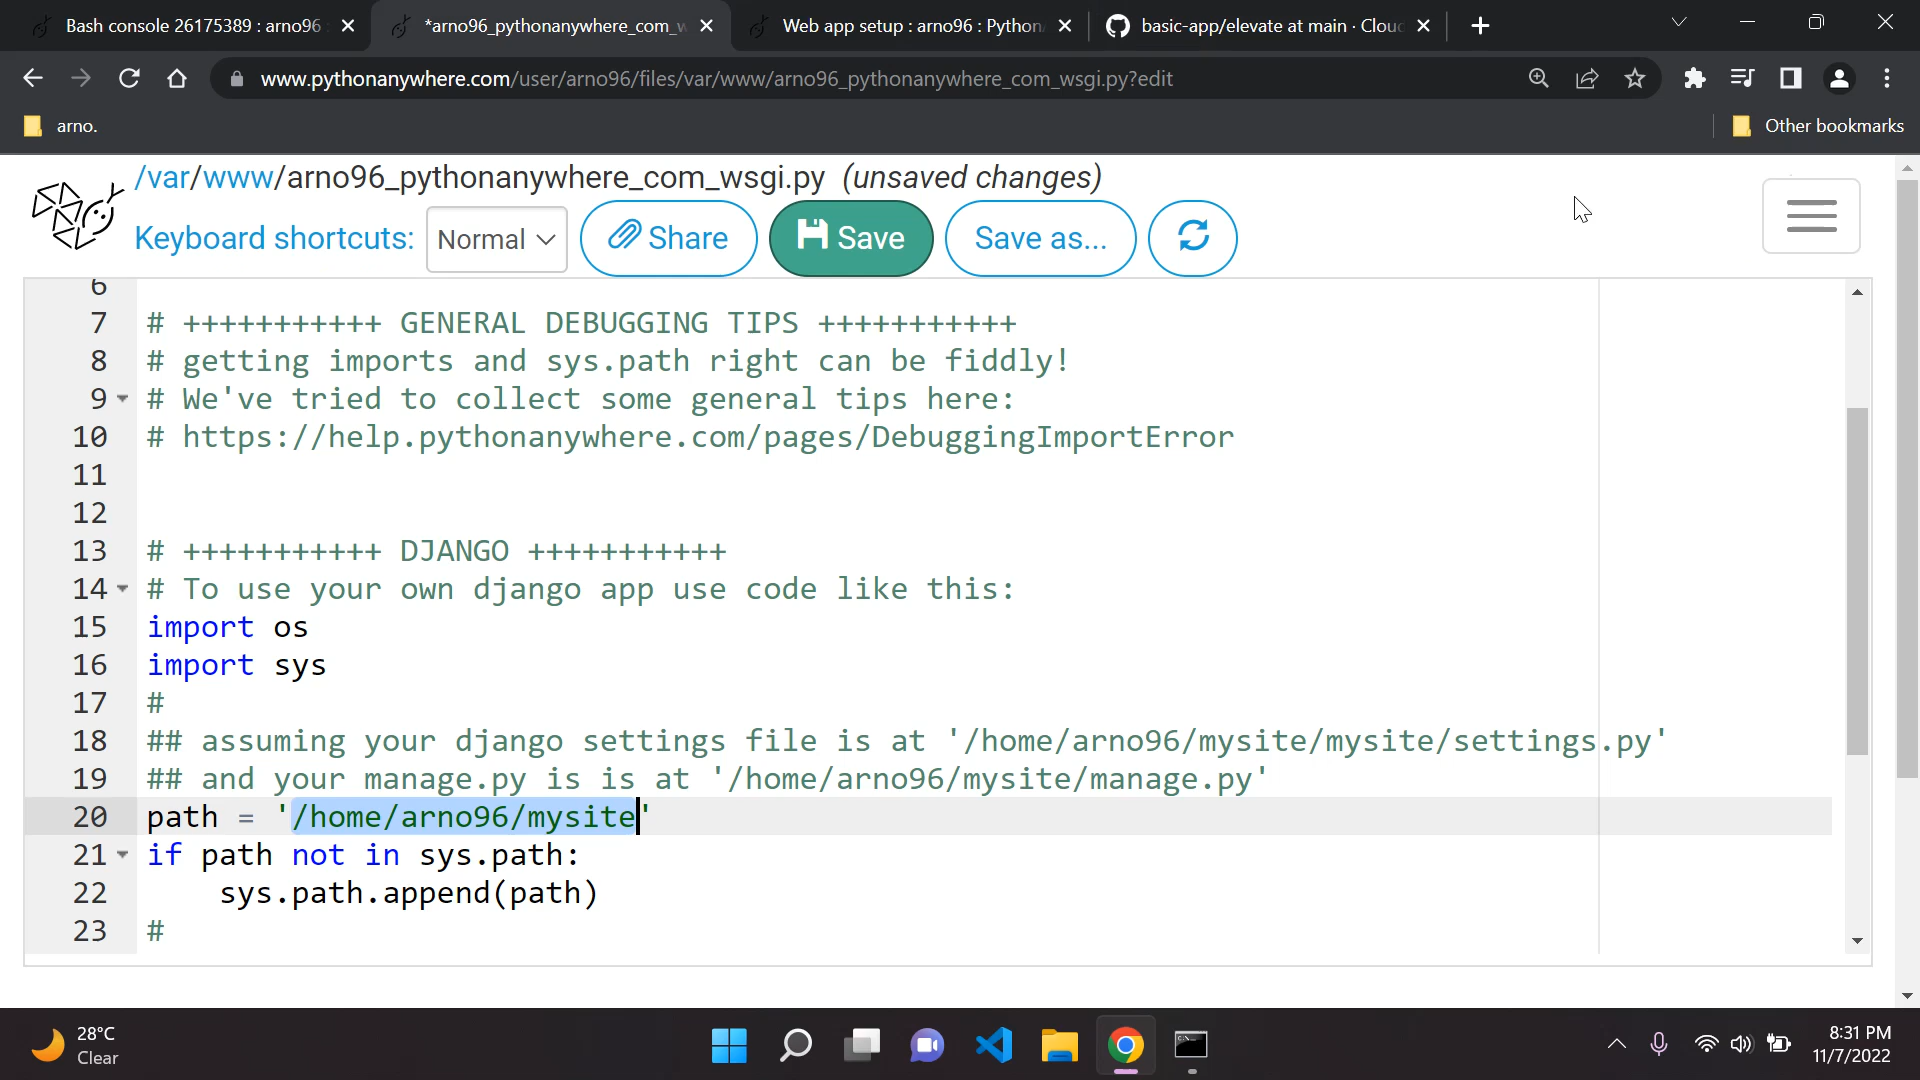 Bash console 26175389 : arno96
*arno96_pythonanywhere_com_w
Web app setup : arno96 : Python
basic-app/elevate at main · Clou
www.pythonanywhere.com/user/arno96/files/var/www/arno96_pythonanywhere_com_wsgi.py?edit
arno.
Other bookmarks
/var/www/arno96_pythonanywhere_com_wsgi.py (unsaved changes)
Keyboard shortcuts: Normal Share Save Save as...
6
7 # +++++++++++ GENERAL DEBUGGING TIPS +++++++++++
8 # getting imports and sys.path right can be fiddly!
9 # We've tried to collect some general tips here:
10 # https://help.pythonanywhere.com/pages/DebuggingImportError
11
12
13 # +++++++++++ DJANGO +++++++++++
14 # To use your own django app use code like this:
15 import os
16 import sys
17 #
18 ## assuming your django settings file is at '/home/arno96/mysite/mysite/settings.py'
19 ## and your manage.py is is at '/home/arno96/mysite/manage.py'
20 path = '/home/arno96/mysite'
21 if path not in sys.path:
22 sys.path.append(path)
23 #
28°C
Clear
8:31 PM
11/7/2022